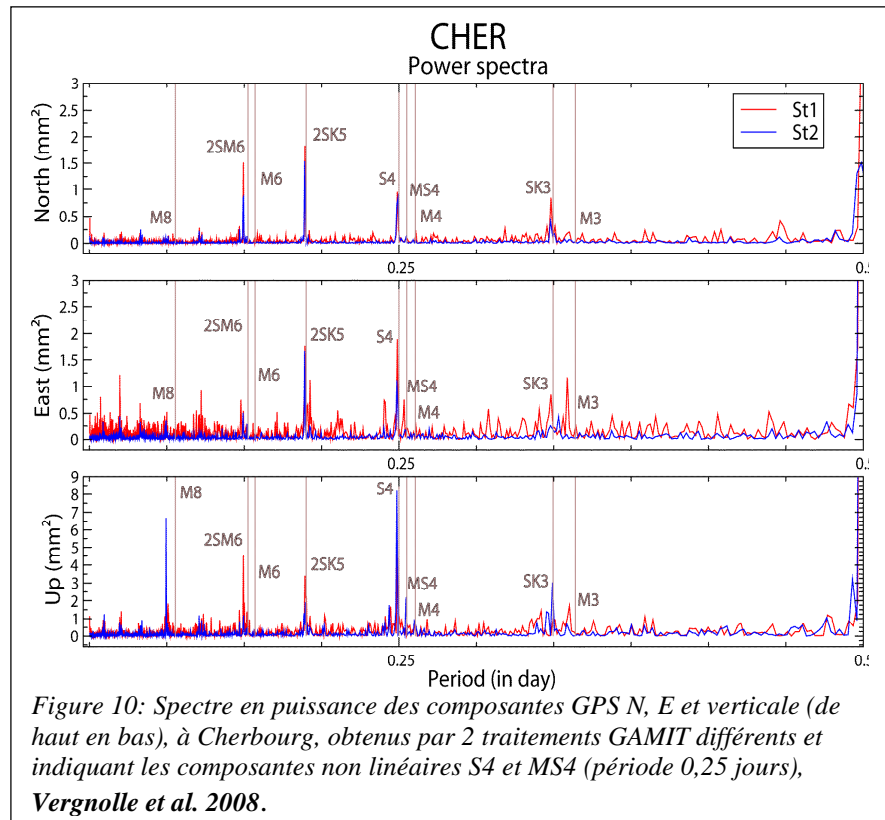 CHER
Power spectra
3
2.5
2
1.5
1
0.5
0
North (mm²)
M8
2SM6
M6
2SK5
S4
MS4
M4
SK3
M3
St1
St2
0.25
0.5
3
2.5
2
1.5
1
0.5
0
East (mm²)
M8
2SM6
M6
2SK5
S4
MS4
M4
SK3
M3
0.25
0.5
9
8
7
6
5
4
3
2
1
0
Up (mm²)
M8
2SM6
M6
2SK5
S4
MS4
M4
SK3
M3
0.25
0.5
Period (in day)
Figure 10: Spectre en puissance des composantes GPS N, E et verticale (de
haut en bas), à Cherbourg, obtenus par 2 traitements GAMIT différents et
indiquant les composantes non linéaires S4 et MS4 (période 0,25 jours),
Vergnolle et al. 2008.